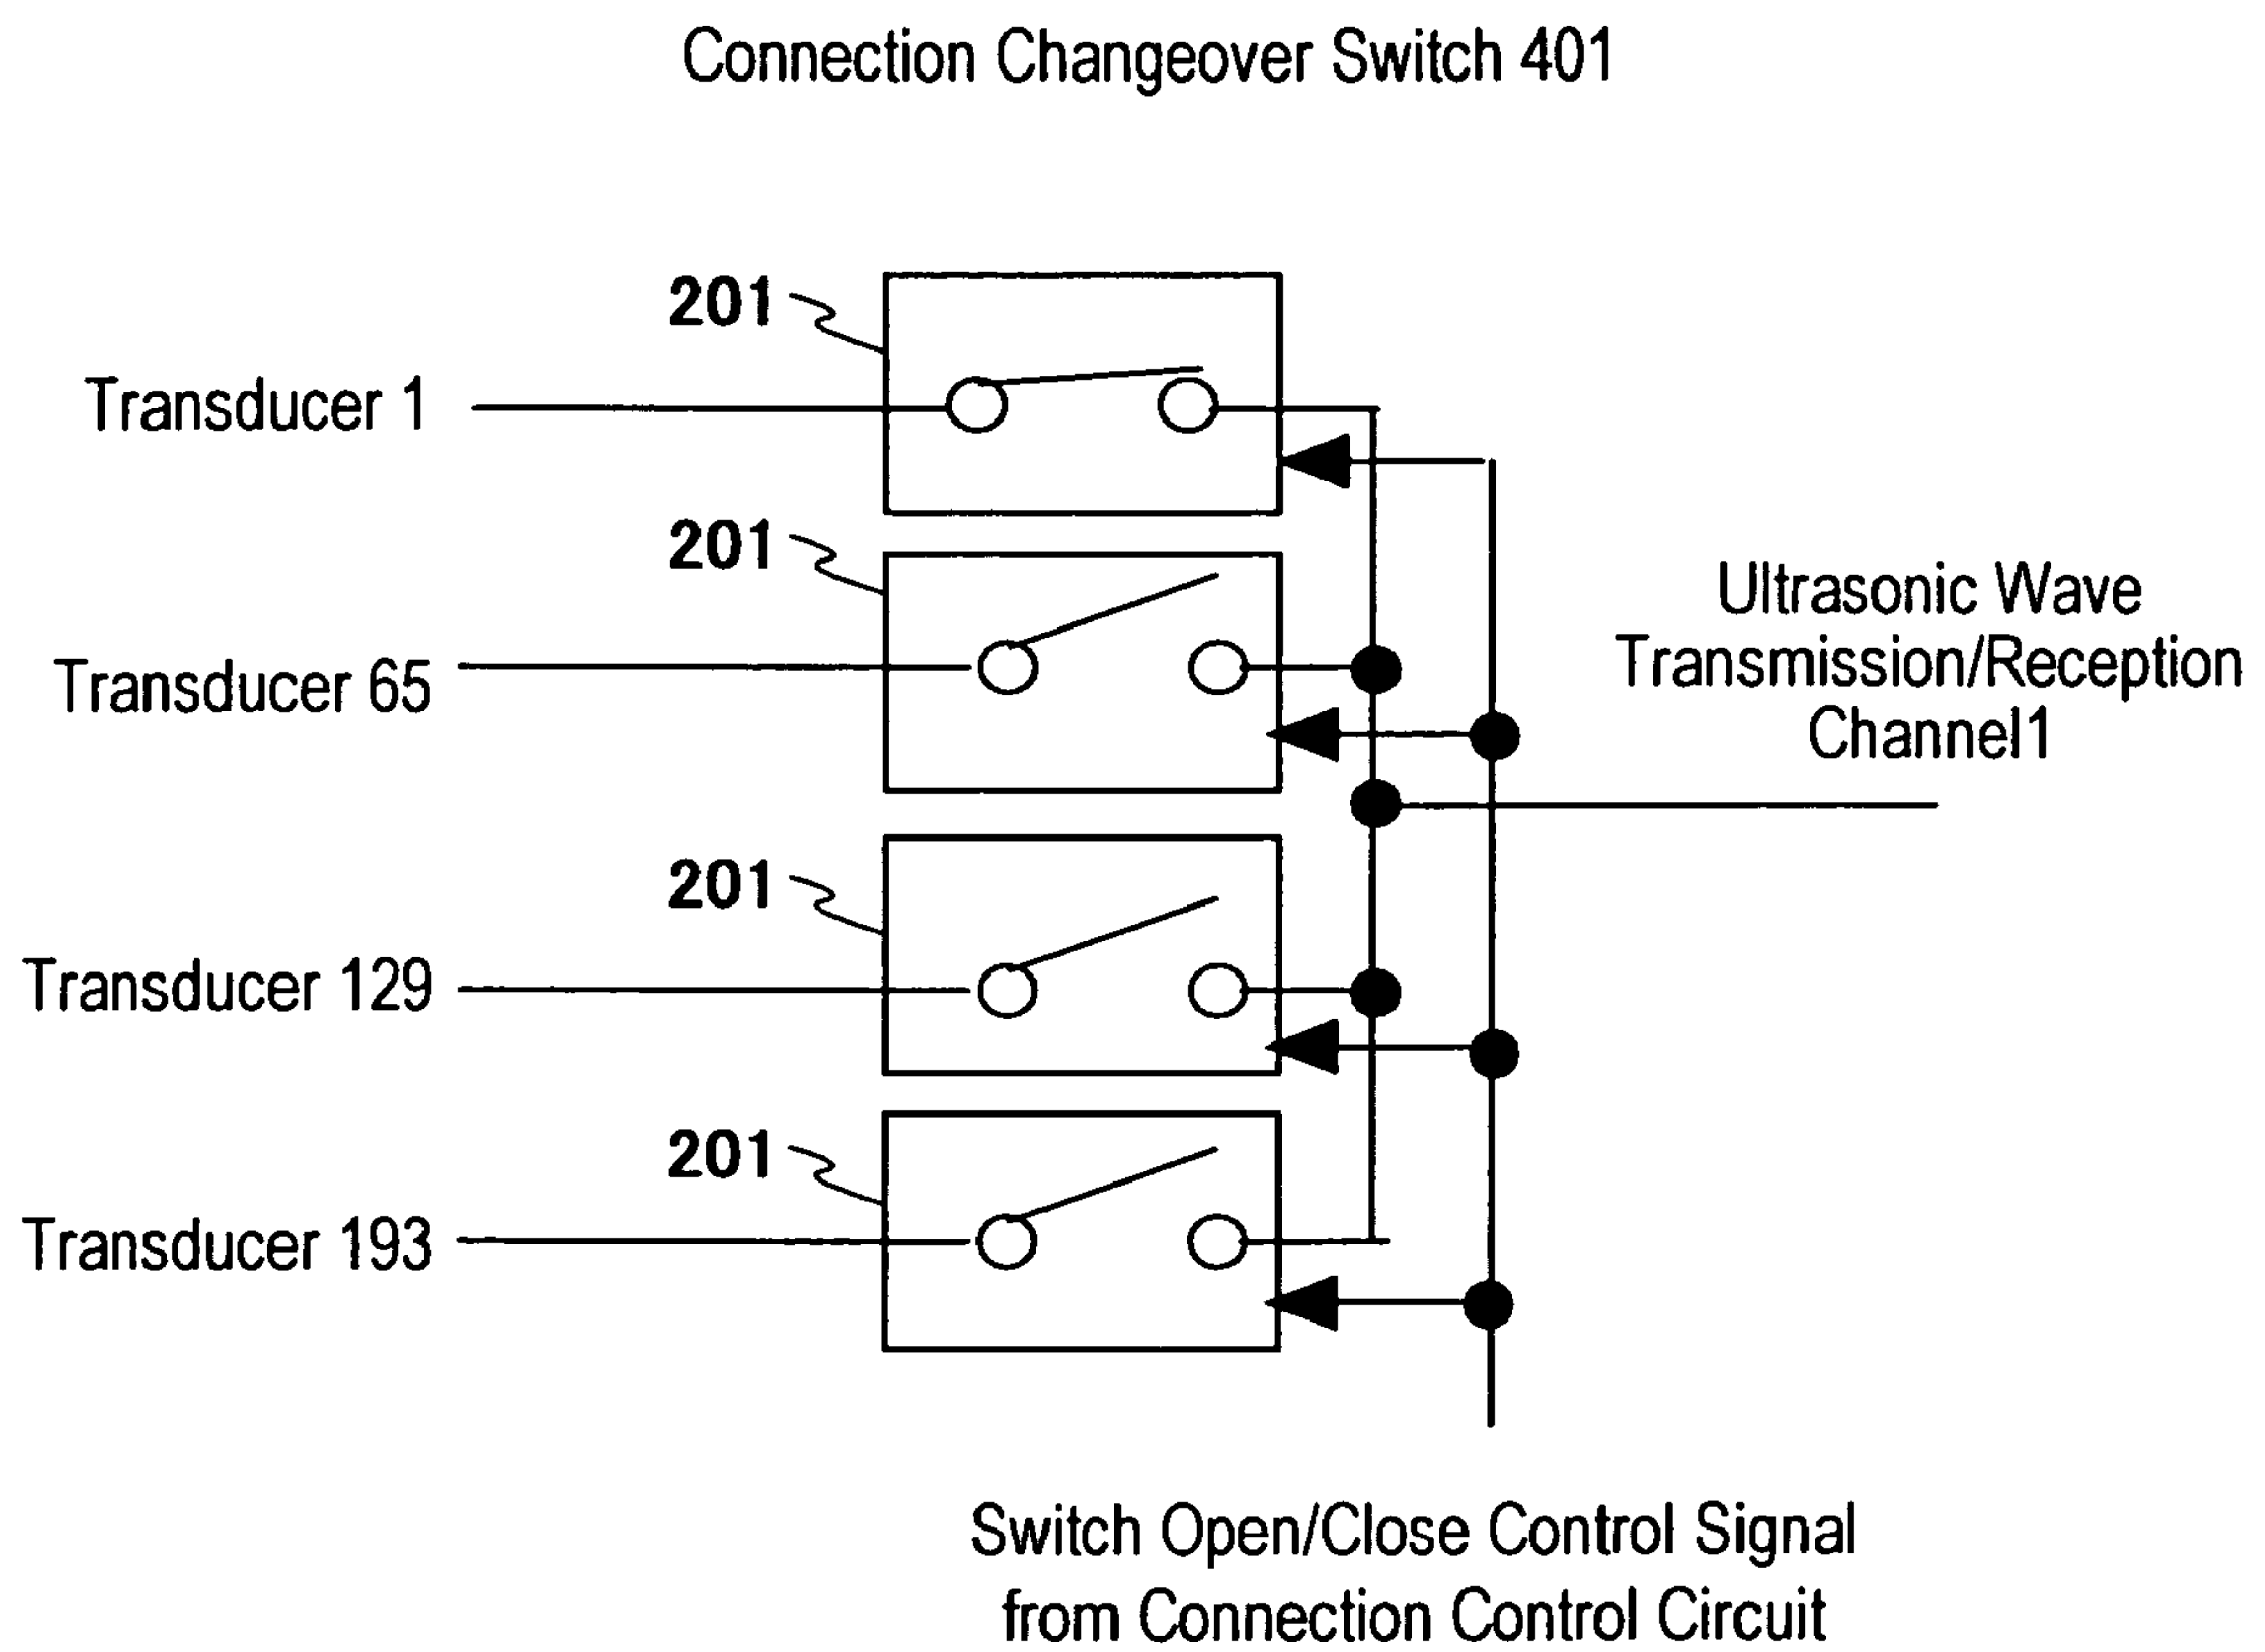 Connection Changeover Switch 401
201
Transducer 1
201
Transducer 65
Ultrasonic Wave
Transmission/Reception
Channel1
201
Transducer 129
201
Transducer 193
Switch Open/Close Control Signal
from Connection Control Circuit